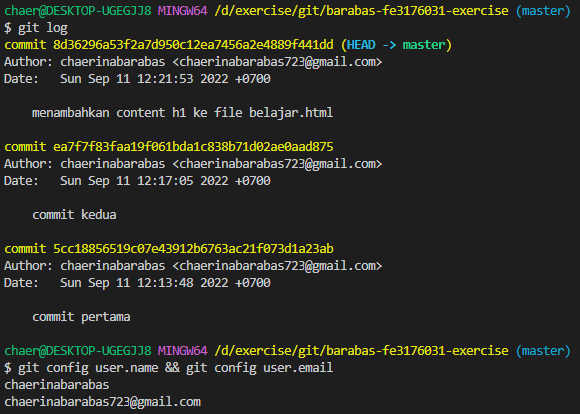 chaer@DESKTOP-UGEGJJ8 MINGW64 /d/exercise/git/barabas-fe3176031-exercise (master)
$ git log
commit 8d36296a53f2a7d950c12ea7456a2e4889f441dd (HEAD -> master)
Author: chaerinabarabas <chaerinabarabas723@gmail.com>
Date:   Sun Sep 11 12:21:53 2022 +0700
    menambahkan content h1 ke file belajar.html
commit ea7f7f83faa19f061bda1c838b71d02ae0aad875
Author: chaerinabarabas <chaerinabarabas723@gmail.com>
Date:   Sun Sep 11 12:17:05 2022 +0700
    commit kedua
commit 5cc18856519c07e43912b6763ac21f073d1a23ab
Author: chaerinabarabas <chaerinabarabas723@gmail.com>
Date:   Sun Sep 11 12:13:48 2022 +0700
    commit pertama
chaer@DESKTOP-UGEGJJ8 MINGW64 /d/exercise/git/barabas-fe3176031-exercise (master)
$ git config user.name && git config user.email
chaerinabarabas
chaerinabarabas723@gmail.com